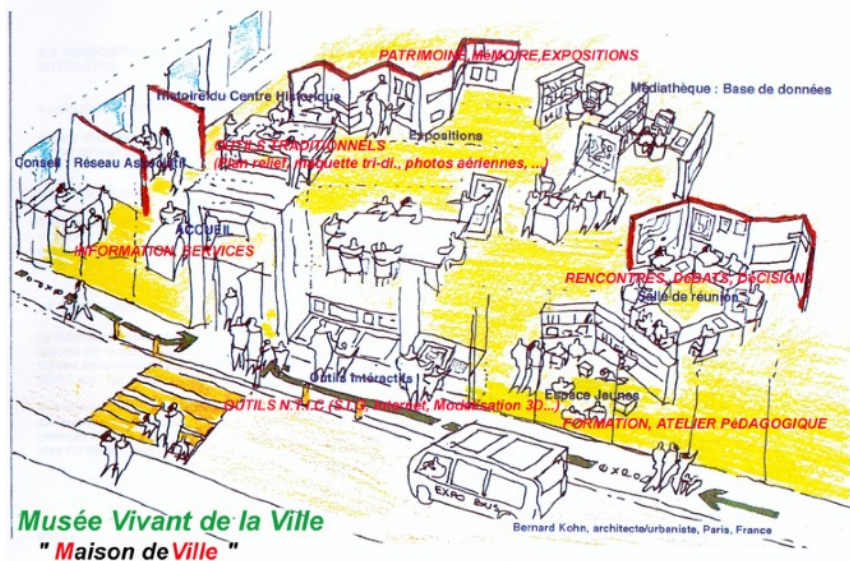 PATRIMOINE, MéMOIRE, EXPOSITIONS
Histoire du Centre Historique
Médiathèque : Base de données
Expositions
OUTILS TRADITIONNELS
(Plan relief, maquette tri-di., photos aériennes, ...)
Conseil : Réseau Associatif
ACCUEIL
INFORMATION, SERVICES
RENCONTRES, DéBATS, DéCISION
Salle de réunion
Outils Intéractifs
Espace Jeunes
OUTILS N.T.I.C (S.I.G, internet, Modélisation 3D...)
FORMATION, ATELIER PéDAGOGIQUE
EXPO BUS
Musée Vivant de la Ville
" Maison de Ville "
Bernard Kohn, architecte/urbaniste, Paris, France